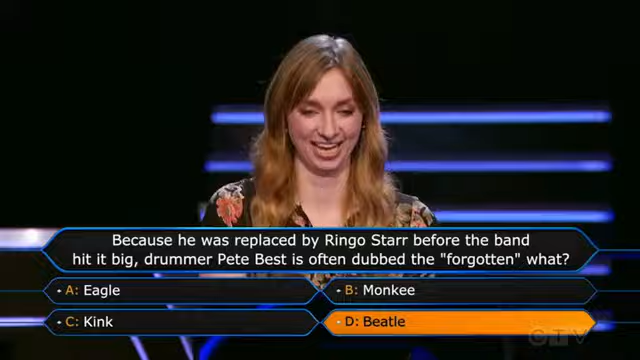 Because he was replaced by Ringo Starr before the band
hit it big, drummer Pete Best is often dubbed the "forgotten" what?
A: Eagle
B: Monkee
C: Kink
D: Beatle
CTV